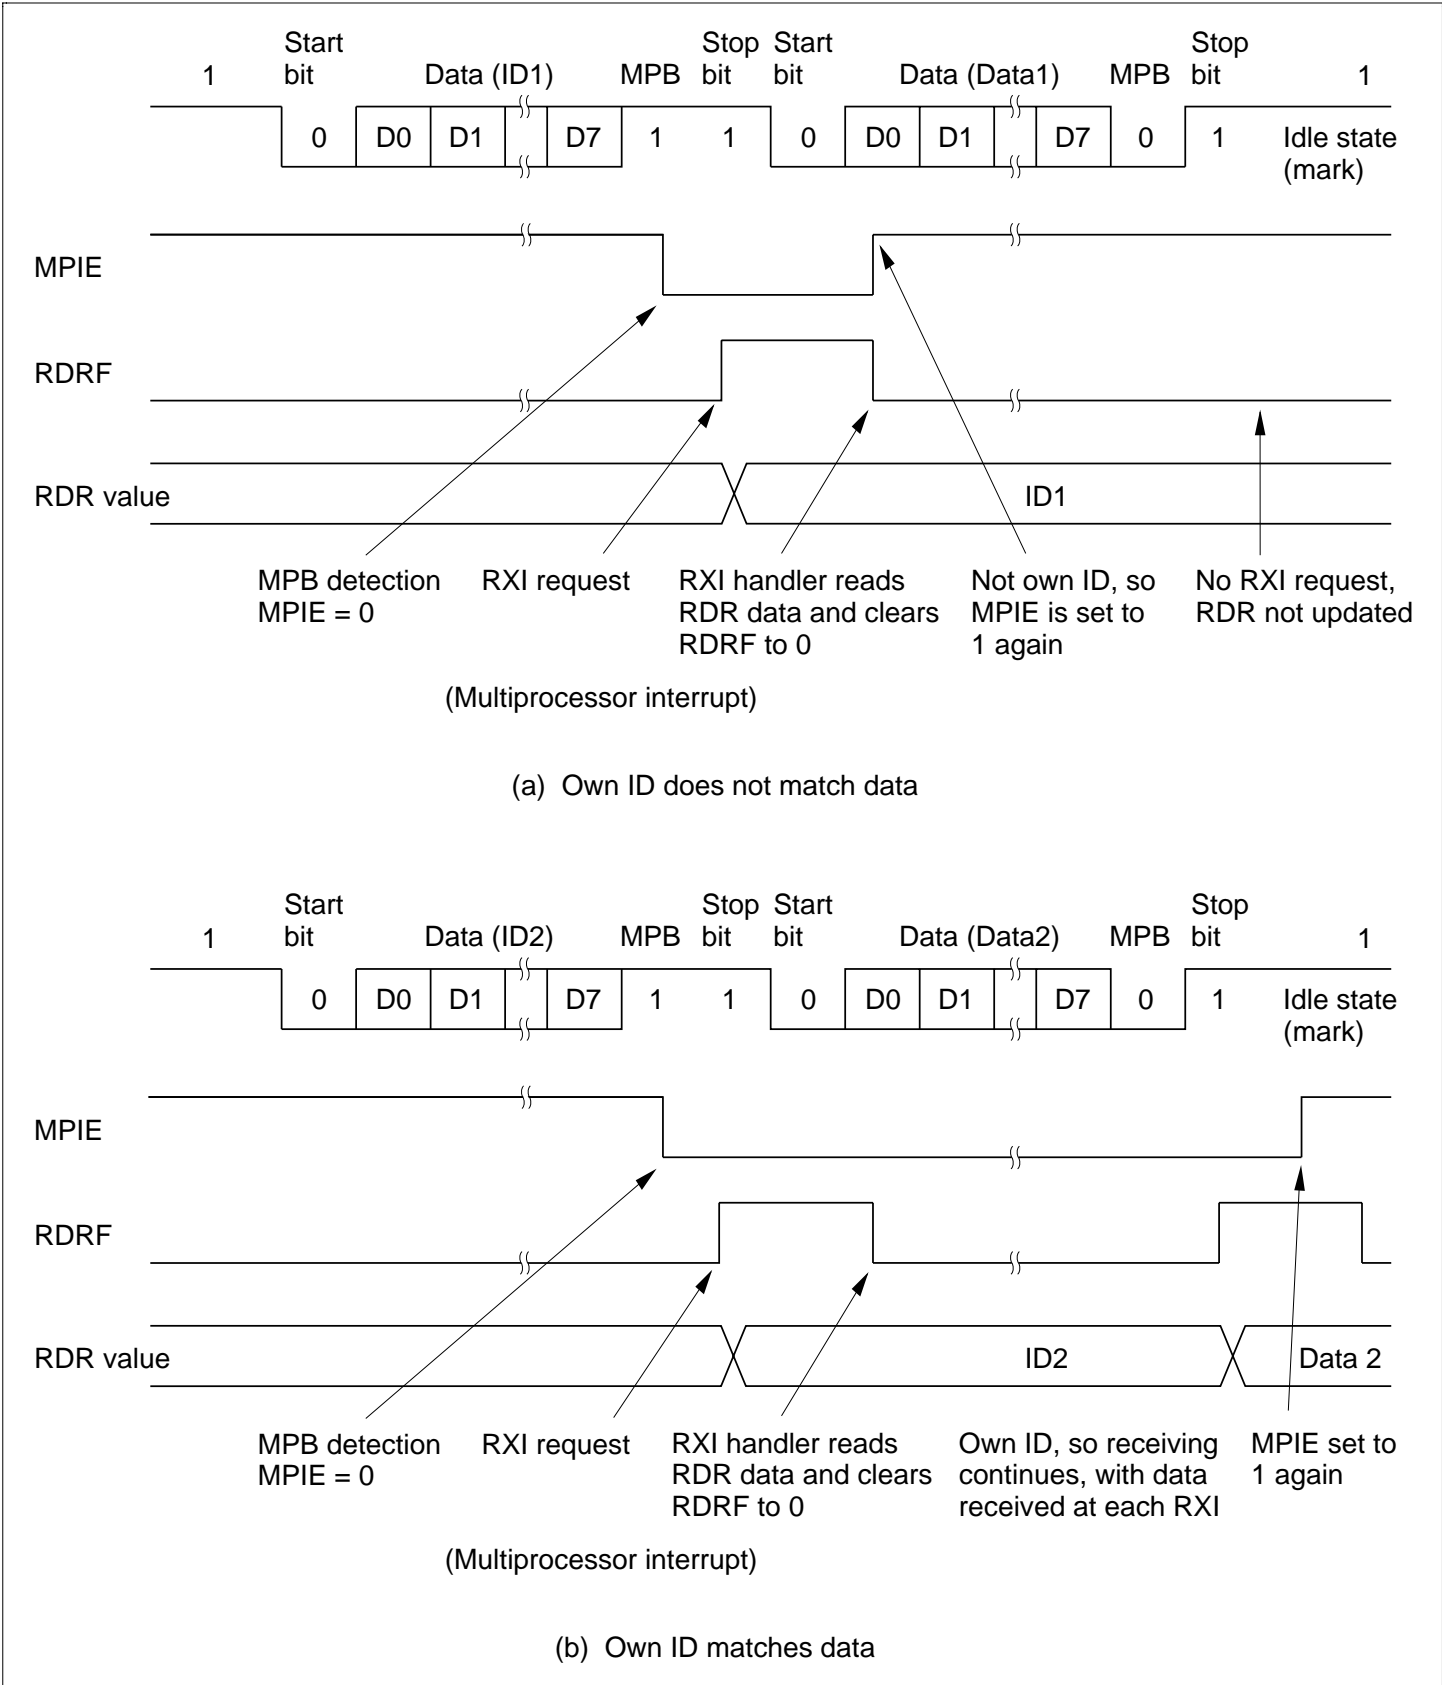 Start Stop Start Stop
1 bit Data (ID1) MPB bit bit Data (Data1) MPB bit 1
0 D0 D1 D7 1 1 0 D0 D1 D7 0 1 Idle state
(mark)
MPIE
RDRF
RDR value ID1
MPB detection
MPIE = 0
RXI request
RXI handler reads
RDR data and clears
RDRF to 0
Not own ID, so
MPIE is set to
1 again
No RXI request,
RDR not updated
(Multiprocessor interrupt)
(a) Own ID does not match data
Start Stop Start Stop
1 bit Data (ID2) MPB bit bit Data (Data2) MPB bit 1
0 D0 D1 D7 1 1 0 D0 D1 D7 0 1 Idle state
(mark)
MPIE
RDRF
RDR value ID2 Data 2
MPB detection
MPIE = 0
RXI request
RXI handler reads
RDR data and clears
RDRF to 0
Own ID, so receiving
continues, with data
received at each RXI
MPIE set to
1 again
(Multiprocessor interrupt)
(b) Own ID matches data